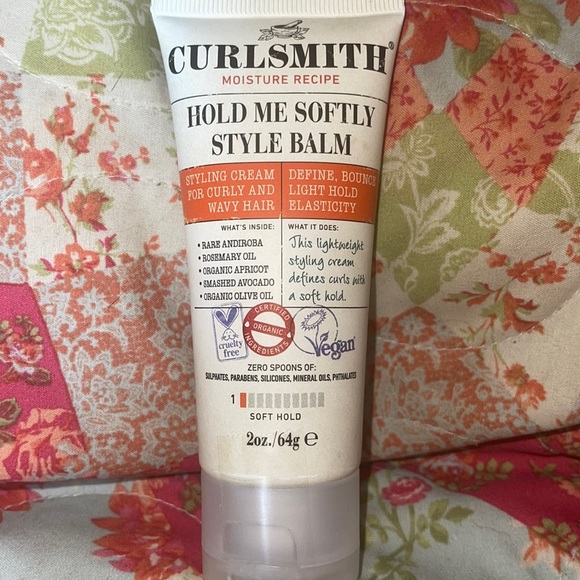 CURLSMITH®
MOISTURE RECIPE
HOLD ME SOFTLY
STYLE BALM
STYLING CREAM
FOR CURLY AND
WAVY HAIR
DEFINE, BOUNCE
LIGHT HOLD
ELASTICITY
WHAT'S INSIDE:
• RARE ANDIROBA
• ROSEMARY OIL
• ORGANIC APRICOT
• SMASHED AVOCADO
• ORGANIC OLIVE OIL
WHAT IT DOES:
This lightweight
styling cream
defines curls with
a soft hold.
cruelty
free
CERTIFIED
ORGANIC
INGREDIENTS
Vegan
ZERO SPOONS OF:
SULPHATES, PARABENS, SILICONES, MINERAL OILS, PHTHALATES
1
SOFT HOLD
2oz./64g ℮